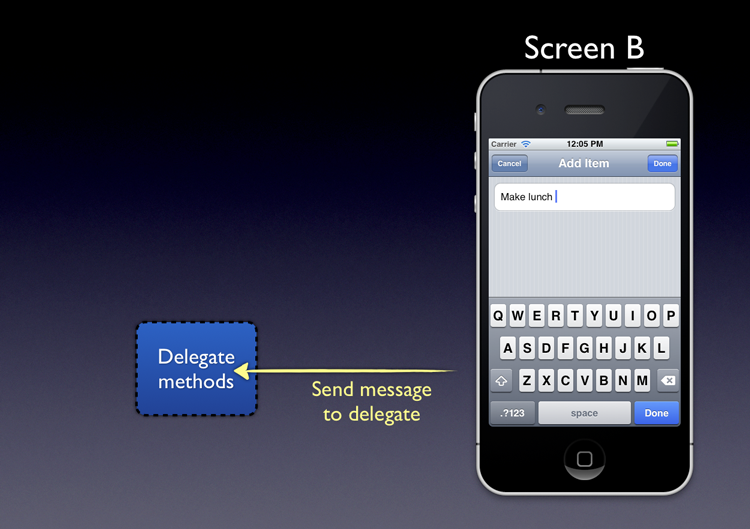 Screen B
Carrier 12:05 PM
Cancel Add Item Done
Make lunch
Q W E R T Y U I O P
A S D F G H J K L
Z X C V B N M
.?123 space Done
Delegate
methods
Send message
to delegate